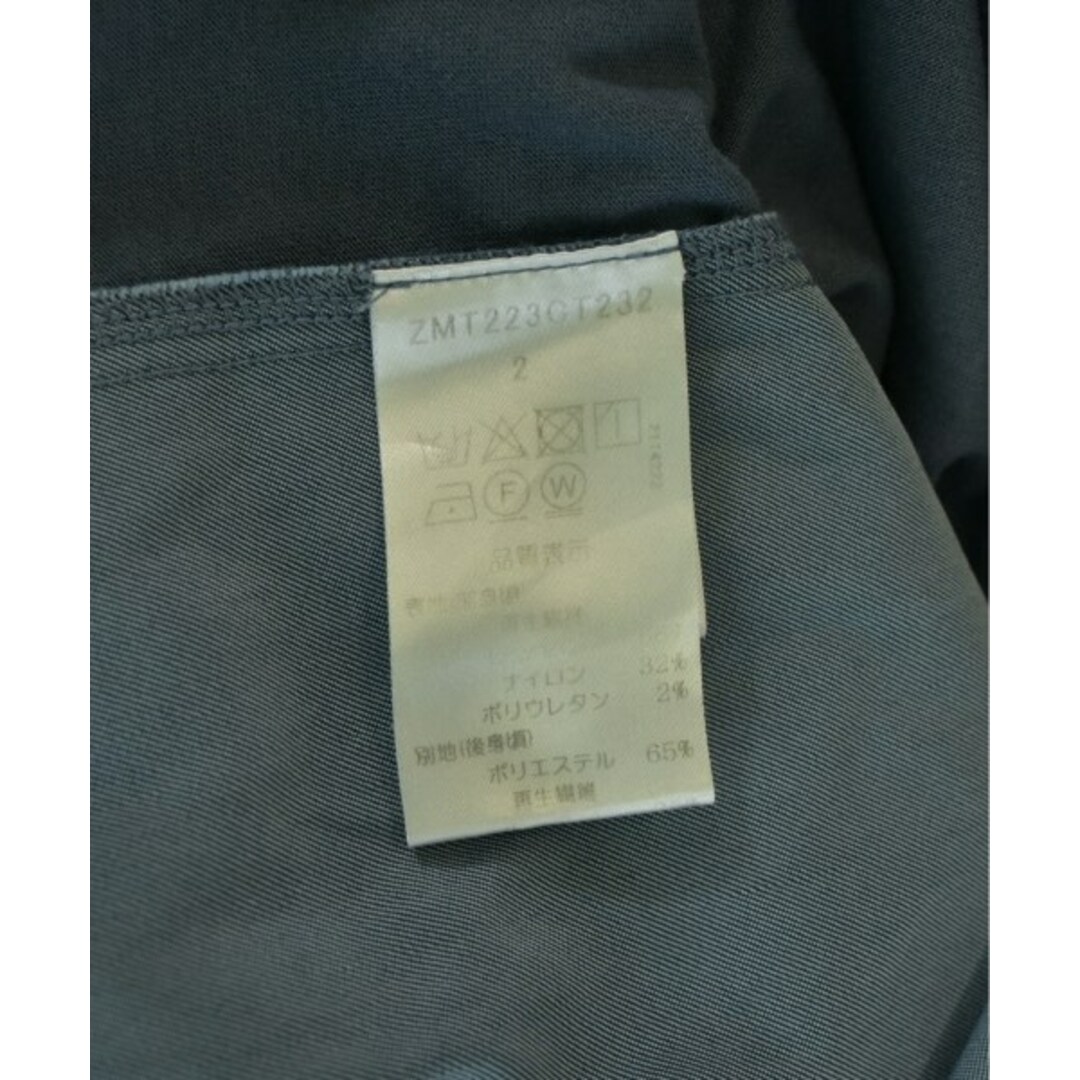 ZMT223CT232
2
F W
品質表示
ナイロン 32%
ポリウレタン 2%
別地(後身頃)
ポリエステル 65%
再生繊維